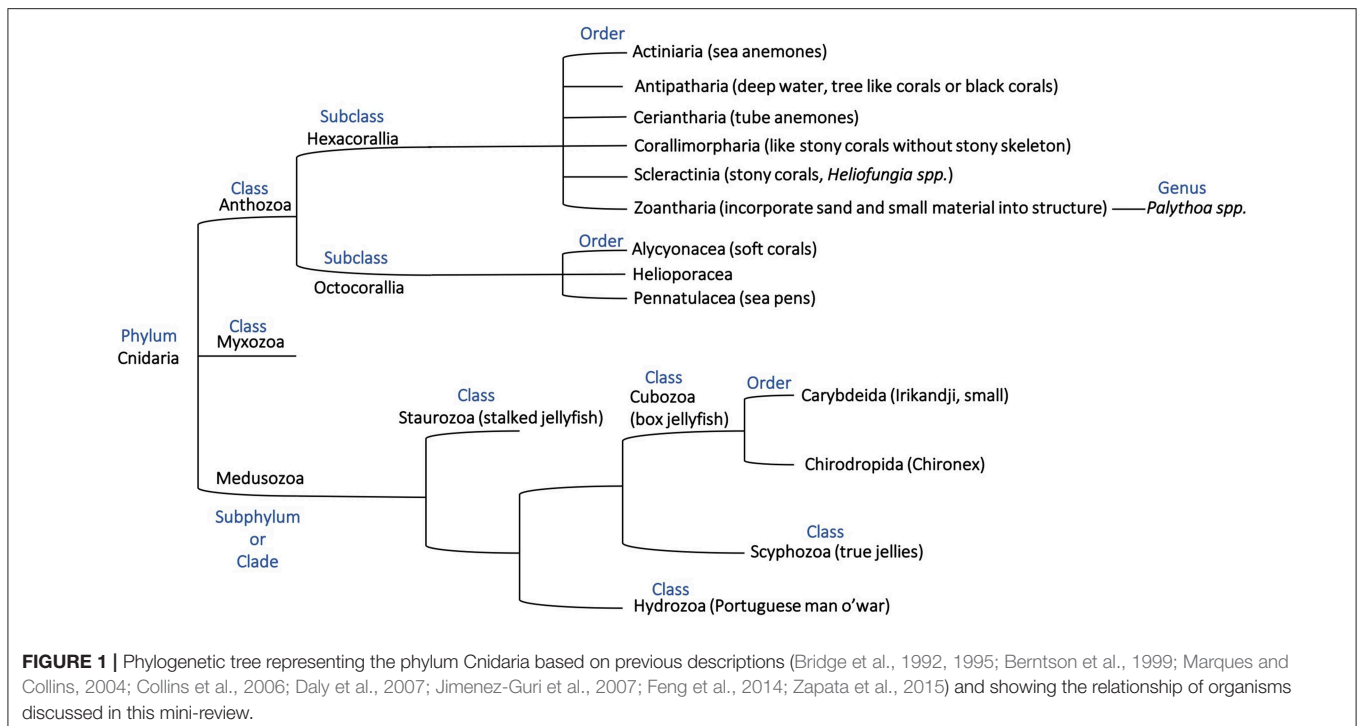 Order
Actiniaria (sea anemones)
Antipatharia (deep water, tree like corals or black corals)
Subclass
Hexacorallia
Ceriantharia (tube anemones)
Corallimorpharia (like stony corals without stony skeleton)
Scleractinia (stony corals, Heliofungia spp.)
Class
Anthozoa
Zoantharia (incorporate sand and small material into structure)
Genus
Palythoa spp.
Order
Alycyonacea (soft corals)
Subclass
Octocorallia
Helioporacea
Pennatulacea (sea pens)
Phylum
Cnidaria
Class
Myxozoa
Class
Staurozoa (stalked jellyfish)
Class
Cubozoa
(box jellyfish)
Order
Carybdeida (Irikandji, small)
Chirodropida (Chironex)
Medusozoa
Subphylum
or
Clade
Class
Scyphozoa (true jellies)
Class
Hydrozoa (Portuguese man o’war)
FIGURE 1 | Phylogenetic tree representing the phylum Cnidaria based on previous descriptions (Bridge et al., 1992, 1995; Berntson et al., 1999; Marques and
Collins, 2004; Collins et al., 2006; Daly et al., 2007; Jimenez-Guri et al., 2007; Feng et al., 2014; Zapata et al., 2015) and showing the relationship of organisms
discussed in this mini-review.